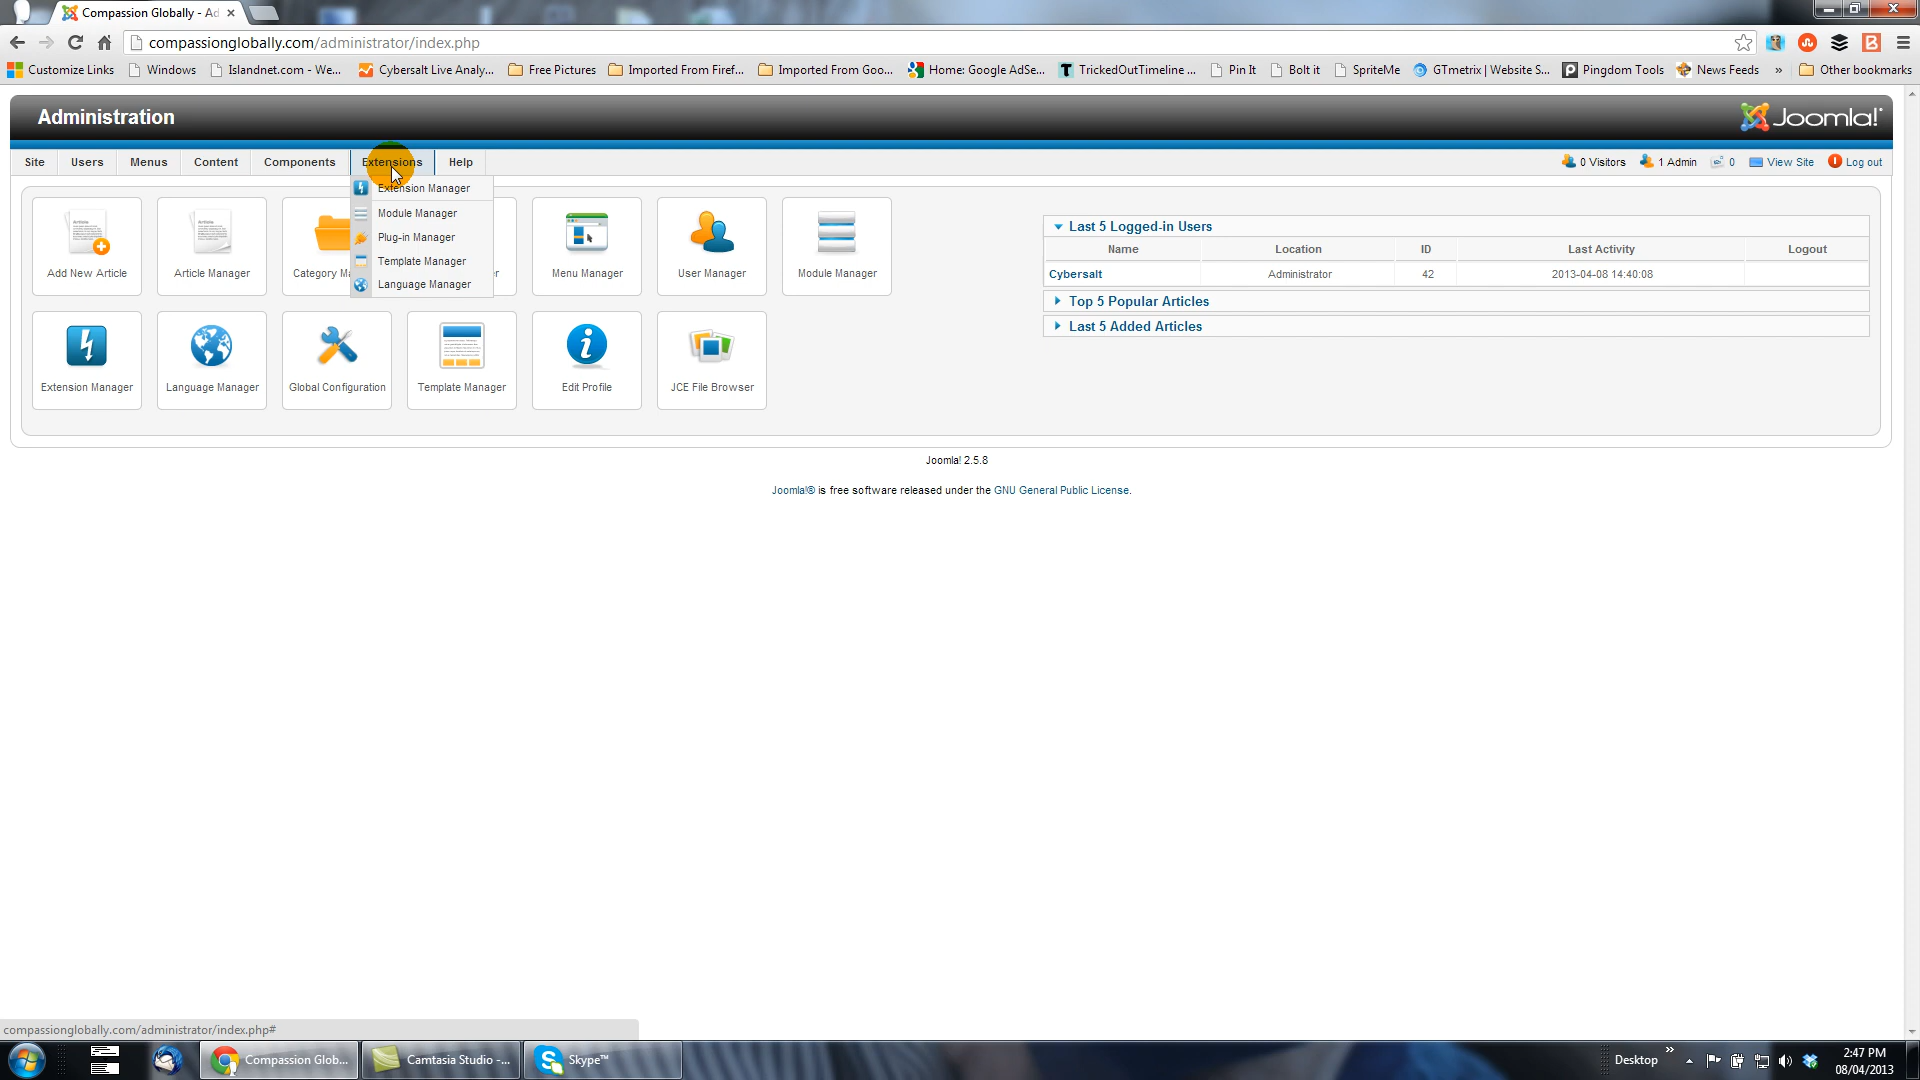 Compassion Globally - Ad
compassionglobally.com/administrator/index.php
Customize Links
Windows
Islandnet.com - We...
Cybersalt Live Analy...
Free Pictures
Imported From Firef...
Imported From Goo...
Home: Google AdSe...
TrickedOutTimeline ...
Pin It
Bolt it
SpriteMe
GTmetrix | Website S...
Pingdom Tools
News Feeds
»
Other bookmarks
Administration
Joomla!
Site
Users
Menus
Content
Components
Extensions
Help
0 Visitors
1 Admin
0
View Site
Log out
Extension Manager
Module Manager
Plug-in Manager
Template Manager
Language Manager
Add New Article
Article Manager
Category Ma
r
Menu Manager
User Manager
Module Manager
Extension Manager
Language Manager
Global Configuration
Template Manager
Edit Profile
JCE File Browser
Last 5 Logged-in Users
Name
Location
ID
Last Activity
Logout
Cybersalt
Administrator
42
2013-04-08 14:40:08
Top 5 Popular Articles
Last 5 Added Articles
Joomla! 2.5.8
Joomla!® is free software released under the GNU General Public License.
compassionglobally.com/administrator/index.php#
Compassion Glob...
Camtasia Studio -...
Skype™
Desktop
»
2:47 PM
08/04/2013